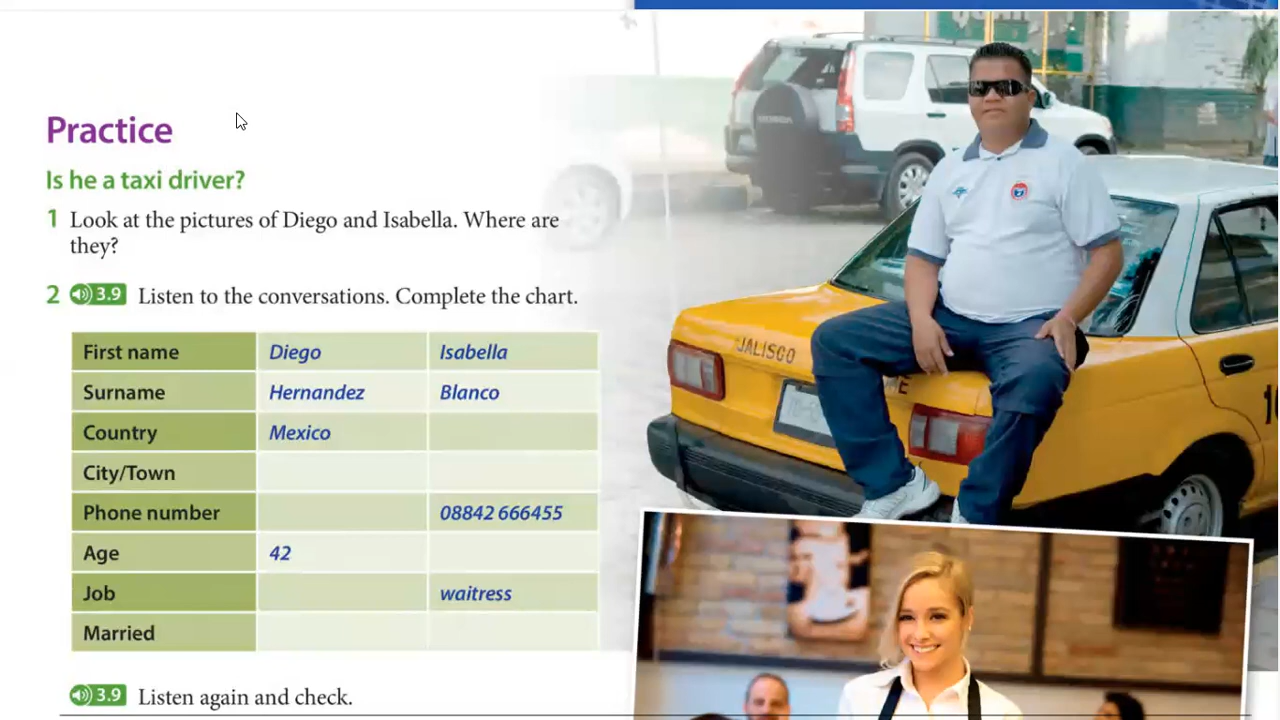 Practice
Is he a taxi driver?
1 Look at the pictures of Diego and Isabella. Where are
they?
2 3.9 Listen to the conversations. Complete the chart.
First name Diego Isabella
Surname Hernandez Blanco
Country Mexico
City/Town
Phone number 08842 666455
Age 42
Job waitress
Married
3.9 Listen again and check.
HONDA
JALISCO